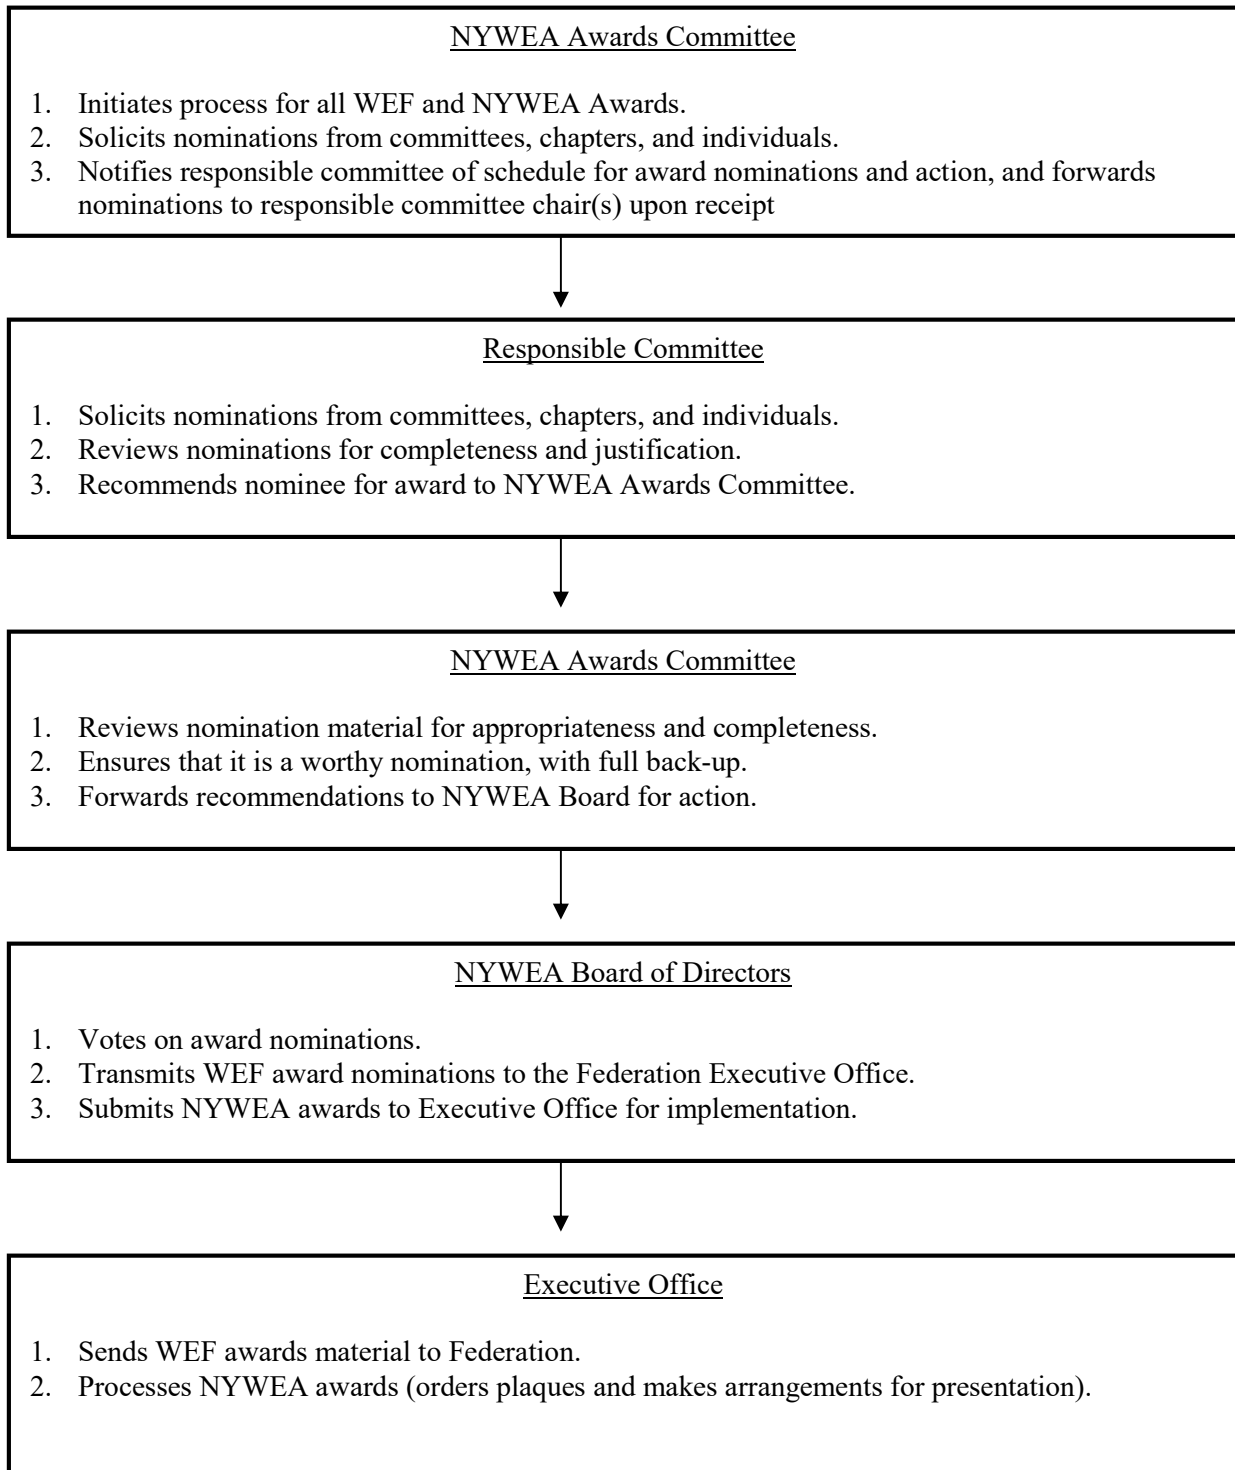 NYWEA Awards Committee
1. Initiates process for all WEF and NYWEA Awards.
2. Solicits nominations from committees, chapters, and individuals.
3. Notifies responsible committee of schedule for award nominations and action, and forwards
nominations to responsible committee chair(s) upon receipt
Responsible Committee
1. Solicits nominations from committees, chapters, and individuals.
2. Reviews nominations for completeness and justification.
3. Recommends nominee for award to NYWEA Awards Committee.
NYWEA Awards Committee
1. Reviews nomination material for appropriateness and completeness.
2. Ensures that it is a worthy nomination, with full back-up.
3. Forwards recommendations to NYWEA Board for action.
NYWEA Board of Directors
1. Votes on award nominations.
2. Transmits WEF award nominations to the Federation Executive Office.
3. Submits NYWEA awards to Executive Office for implementation.
Executive Office
1. Sends WEF awards material to Federation.
2. Processes NYWEA awards (orders plaques and makes arrangements for presentation).